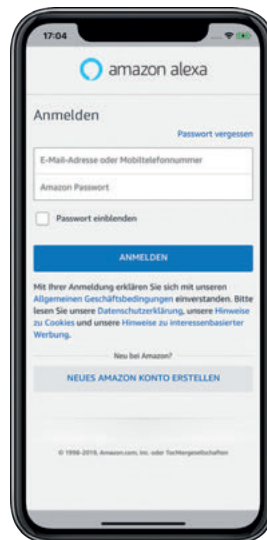 17:04
amazon alexa
Anmelden
Passwort vergessen
E-Mail-Adresse oder Mobiltelefonnummer
Amazon Passwort
Passwort einblenden
ANMELDEN
Mit Ihrer Anmeldung erklären Sie sich mit unseren
Allgemeinen Geschäftsbedingungen einverstanden. Bitte
lesen Sie unsere Datenschutzerklärung, unsere Hinweise
zu Cookies und unsere Hinweise zu interessenbasierter
Werbung.
Neu bei Amazon?
NEUES AMAZON KONTO ERSTELLEN
© 1998-2019, Amazon.com, Inc. oder Tochtergesellschaften